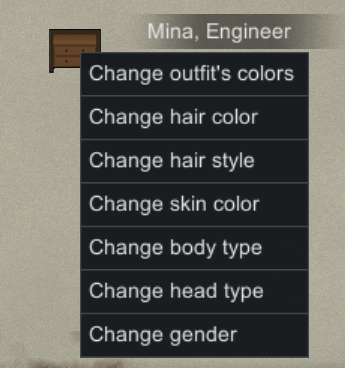 Mina, Engineer
Change outfit's colors
Change hair color
Change hair style
Change skin color
Change body type
Change head type
Change gender